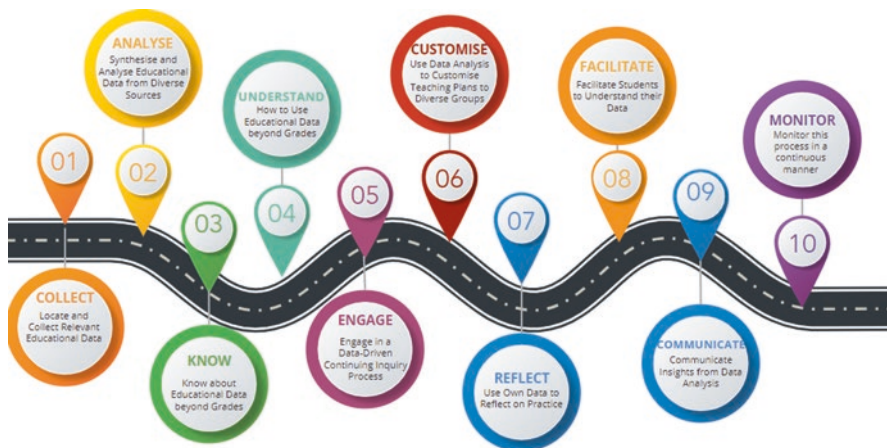 01
COLLECT
Locate and
Collect Relevant
Educational Data
02
ANALYSE
Synthesise and
Analyse Educational
Data from Diverse
Sources
03
KNOW
Know about
Educational Data
beyond Grades
04
UNDERSTAND
How to Use
Educational Data
beyond Grades
05
ENGAGE
Engage in a
Data-Driven
Continuing Inquiry
Process
06
CUSTOMISE
Use Data Analysis
to Customise
Teaching Plans to
Diverse Groups
07
REFLECT
Use Own Data to
Reflect on Practice
08
FACILITATE
Facilitate Students
to Understand their
Data
09
COMMUNICATE
Communicate
Insights from Data
Analysis
10
MONITOR
Monitor this
process in a
continuous
manner